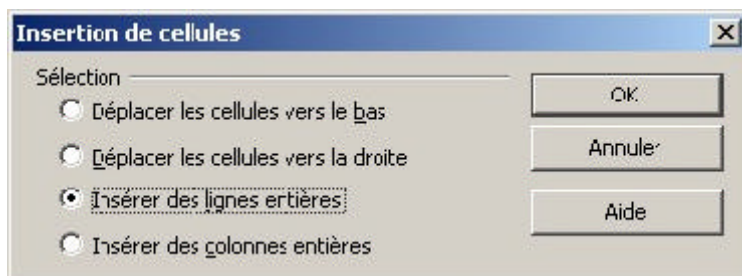 Insertion de cellules
Sélection
Déplacer les cellules vers le bas
Déplacer les cellules vers la droite
Insérer des lignes entières
Insérer des colonnes entières
OK
Annuler
Aide